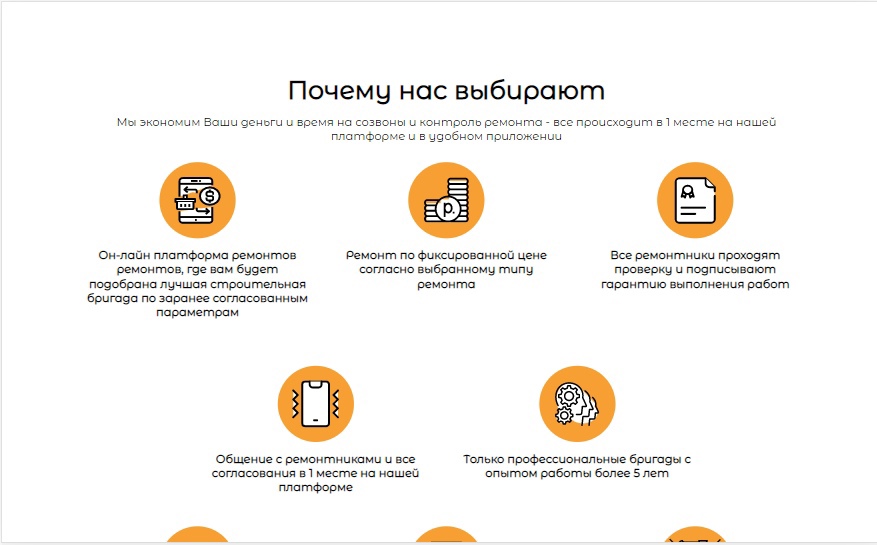 Почему нас выбирают
Мы экономим Ваши деньги и время на созвоны и контроль ремонта - все происходит в 1 месте на нашей
платформе и в удобном приложении
$
р.
Он-лайн платформа ремонтов
ремонтов, где вам будет
подобрана лучшая строительная
бригада по заранее согласованным
параметрам
Ремонт по фиксированной цене
согласно выбранному типу
ремонта
Все ремонтники проходят
проверку и подписывают
гарантию выполнения работ
Общение с ремонтниками и все
согласования в 1 месте на нашей
платформе
Только профессиональные бригады с
опытом работы более 5 лет